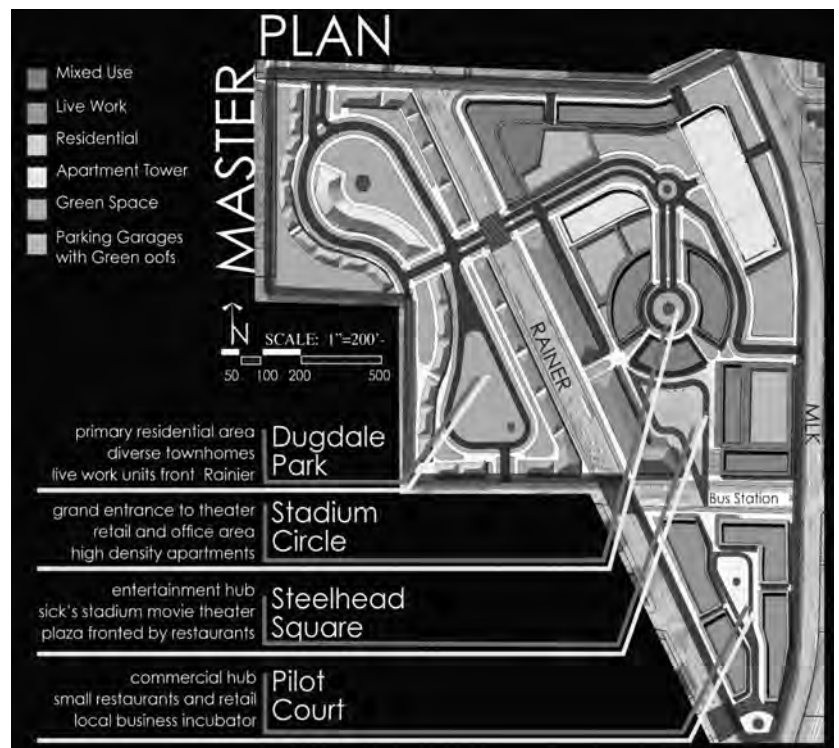 MASTER PLAN
Mixed Use
Live Work
Residential
Apartment Tower
Green Space
Parking Garages
with Green oofs
N
SCALE: 1"=200'-
50 100 200 500
RAINER
MLK
Bus Station
primary residential area
diverse townhomes
live work units front Rainier
Dugdale
Park
grand entrance to theater
retail and office area
high density apartments
Stadium
Circle
entertainment hub
sick's stadium movie theater
plaza fronted by restaurants
Steelhead
Square
commercial hub
small restaurants and retail
local business incubator
Pilot
Court